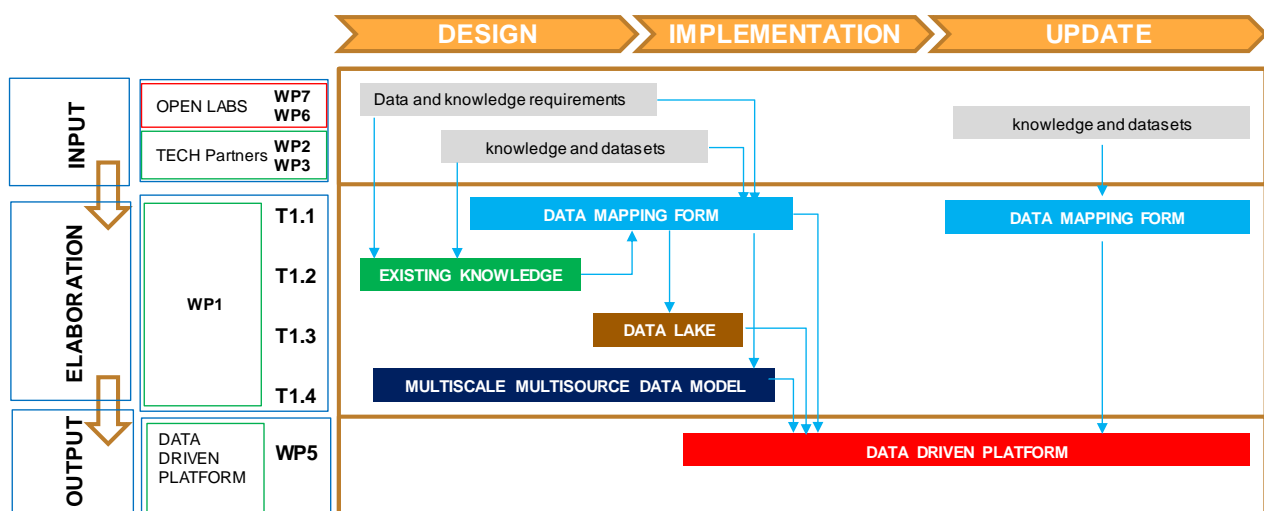 DESIGN
IMPLEMENTATION
UPDATE
INPUT
OPEN LABS
WP7
WP6
TECH Partners
WP2
WP3
Data and knowledge requirements
knowledge and datasets
knowledge and datasets
ELABORATION
WP1
T1.1
T1.2
T1.3
T1.4
DATA MAPPING FORM
DATA MAPPING FORM
EXISTING KNOWLEDGE
DATA LAKE
MULTISCALE MULTISOURCE DATA MODEL
OUTPUT
DATA
DRIVEN
PLATFORM
WP5
DATA DRIVEN PLATFORM